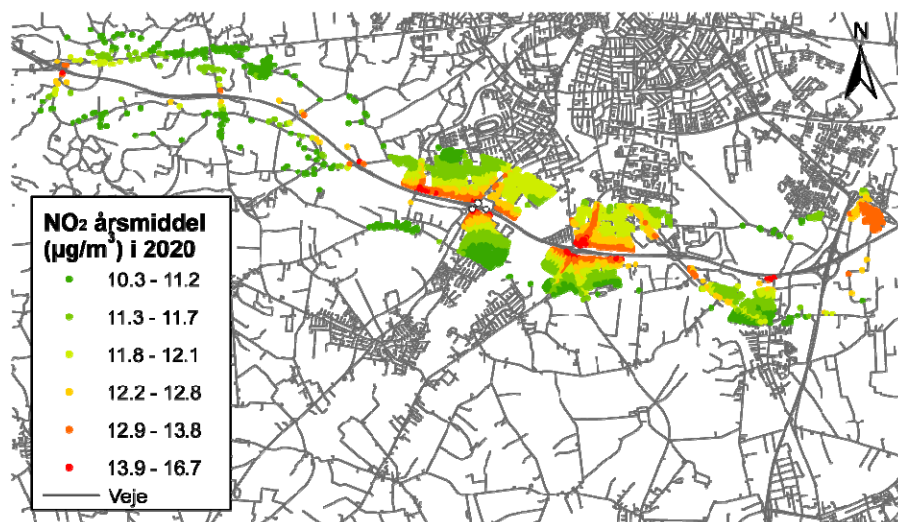 N
NO₂ årsmiddel
(µg/m³) i 2020
10.3 - 11.2
11.3 - 11.7
11.8 - 12.1
12.2 - 12.8
12.9 - 13.8
13.9 - 16.7
Veje